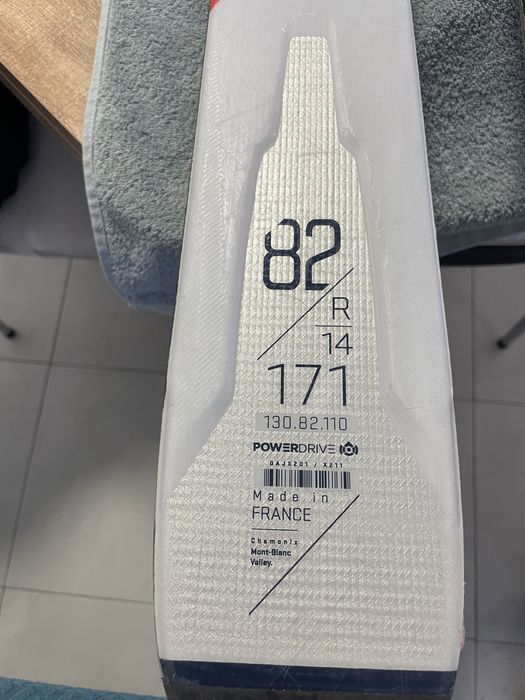 82
R
14
171
130.82.110
POWERDRIVE
DAJX201 / X211
Made in
FRANCE
Chamonix
Mont-Blanc
Valley.